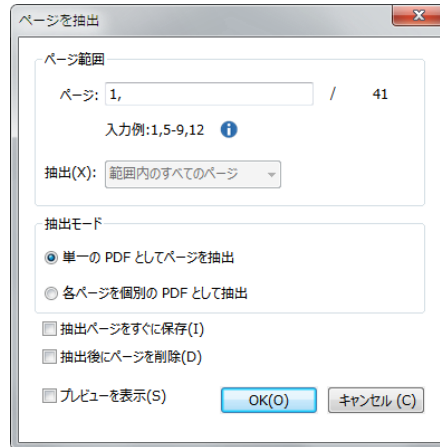 ページを抽出
ページ範囲
ページ: 1, / 41
入力例:1,5-9,12
抽出(X): 範囲内のすべてのページ
抽出モード
単一の PDF としてページを抽出
各ページを個別の PDF として抽出
抽出ページをすぐに保存(I)
抽出後にページを削除(D)
プレビューを表示(S) OK(O) キャンセル (C)